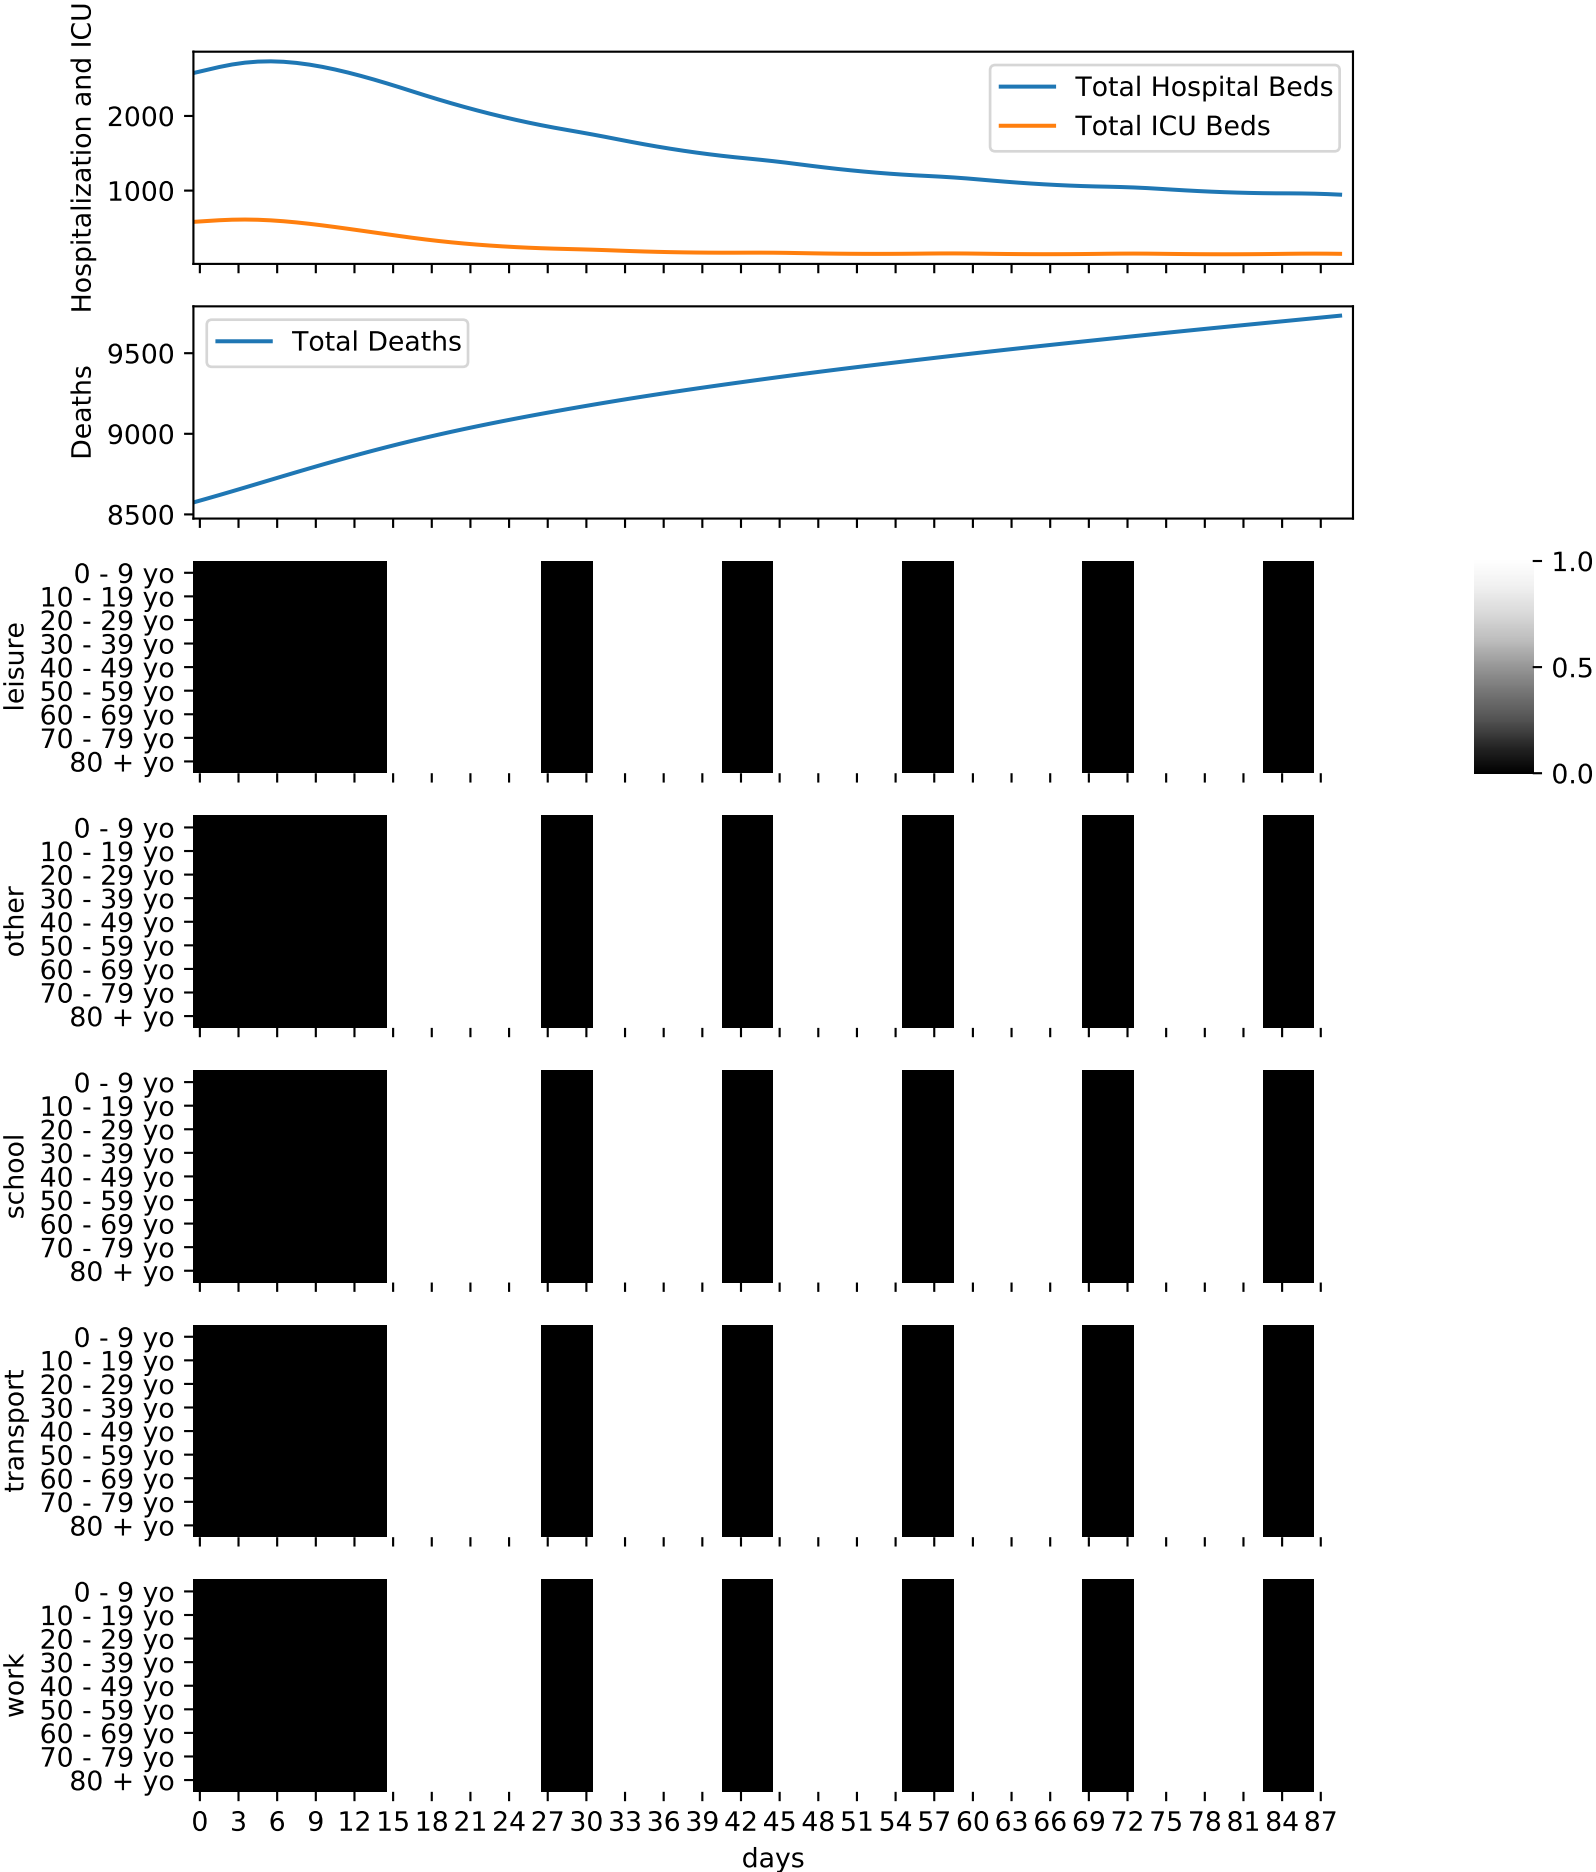 Hospitalization and ICU
2000
1000
Total Hospital Beds
Total ICU Beds
Deaths
9500
9000
8500
Total Deaths
leisure
0 - 9 yo
10 - 19 yo
20 - 29 yo
30 - 39 yo
40 - 49 yo
50 - 59 yo
60 - 69 yo
70 - 79 yo
80 + yo
1.0
0.5
0.0
other
0 - 9 yo
10 - 19 yo
20 - 29 yo
30 - 39 yo
40 - 49 yo
50 - 59 yo
60 - 69 yo
70 - 79 yo
80 + yo
school
0 - 9 yo
10 - 19 yo
20 - 29 yo
30 - 39 yo
40 - 49 yo
50 - 59 yo
60 - 69 yo
70 - 79 yo
80 + yo
transport
0 - 9 yo
10 - 19 yo
20 - 29 yo
30 - 39 yo
40 - 49 yo
50 - 59 yo
60 - 69 yo
70 - 79 yo
80 + yo
work
0 - 9 yo
10 - 19 yo
20 - 29 yo
30 - 39 yo
40 - 49 yo
50 - 59 yo
60 - 69 yo
70 - 79 yo
80 + yo
0 3 6 9 12 15 18 21 24 27 30 33 36 39 42 45 48 51 54 57 60 63 66 69 72 75 78 81 84 87
days